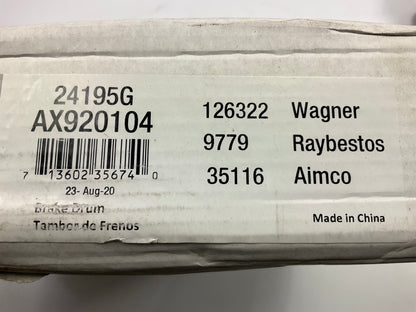 24195G
AX920104
7 13602 35674 0
23- Aug-20
Brake Drum
Tambor de Frenos
126322 Wagner
9779 Raybestos
35116 Aimco
Made in China